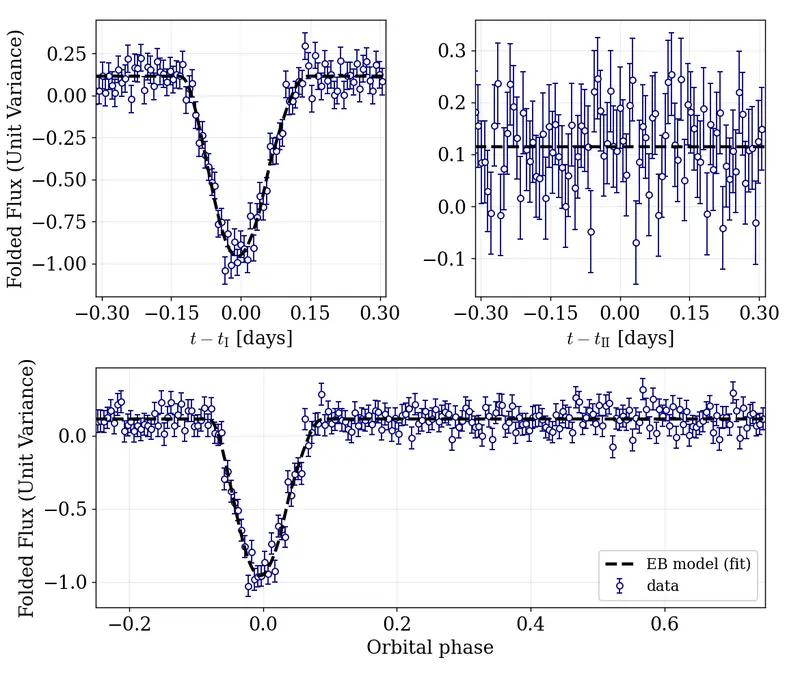 Folded Flux (Unit Variance)
0.25
0.00
−0.25
−0.50
−0.75
−1.00
−0.30 −0.15 0.00 0.15 0.30
t − t_I [days]
0.3
0.2
0.1
0.0
−0.1
−0.30 −0.15 0.00 0.15 0.30
t − t_II [days]
Folded Flux (Unit Variance)
0.0
−0.5
−1.0
−0.2 0.0 0.2 0.4 0.6
Orbital phase
EB model (fit)
data